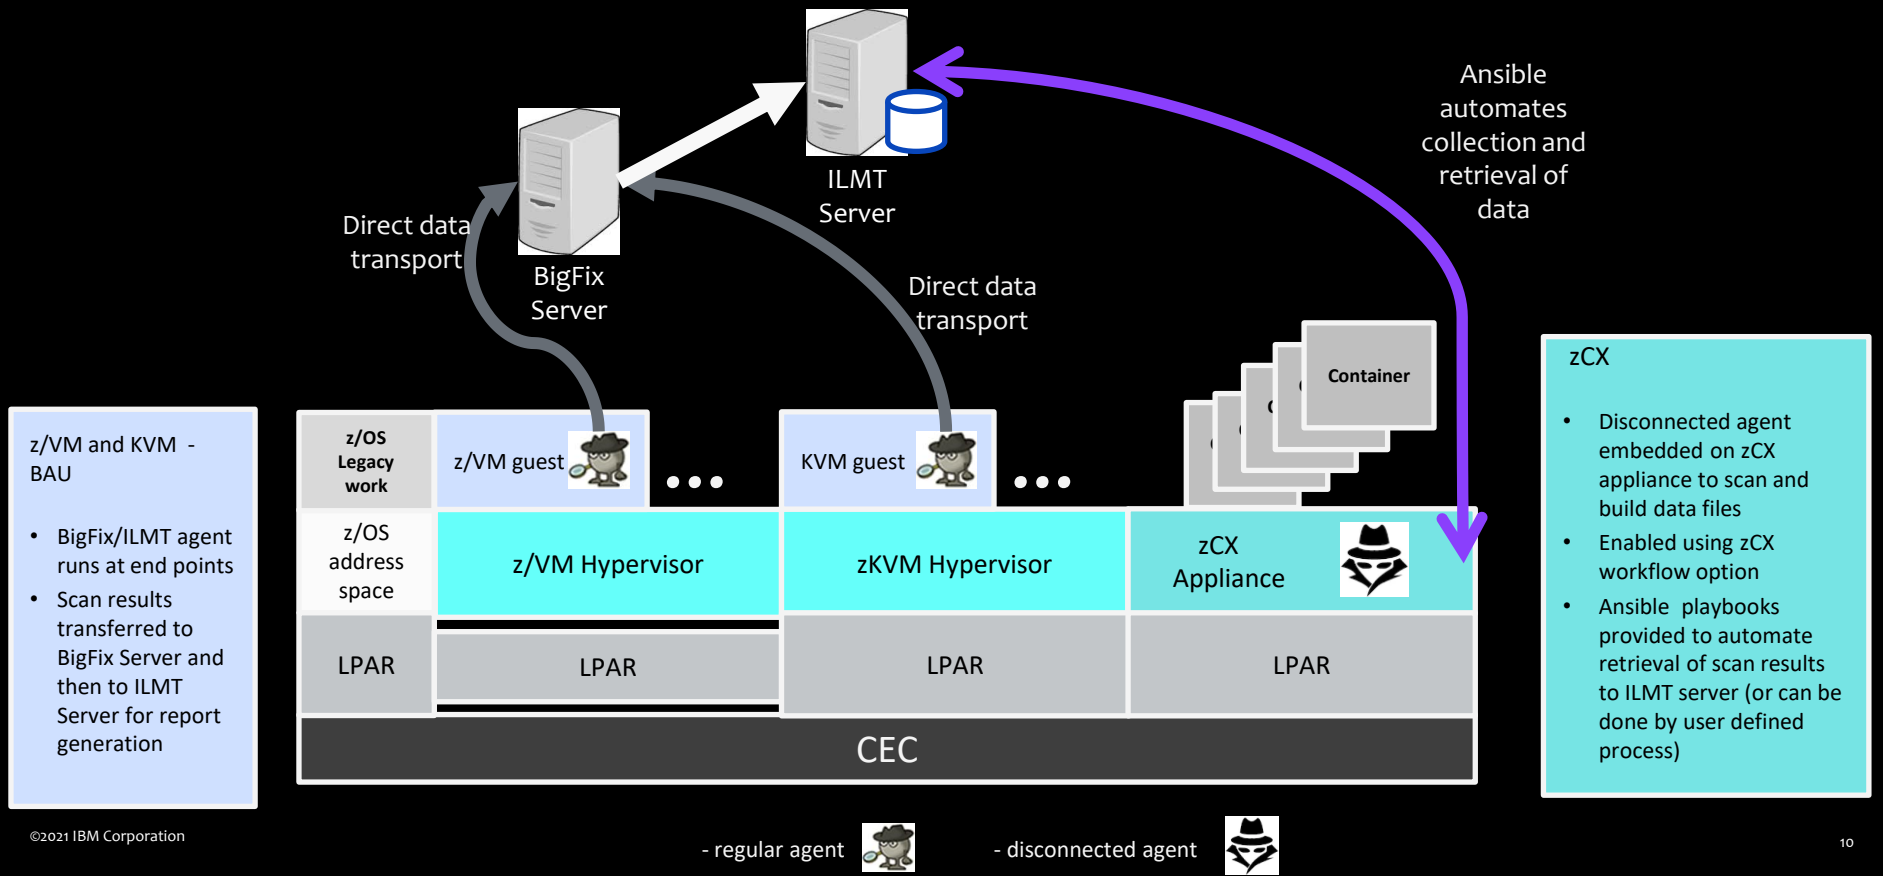 ILMT
Server
Ansible
automates
collection and
retrieval of
data
BigFix
Server
Direct data
transport
Direct data
transport
z/VM and KVM -
BAU
• BigFix/ILMT agent
runs at end points
• Scan results
transferred to
BigFix Server and
then to ILMT
Server for report
generation
z/OS
Legacy
work
z/VM guest
...
KVM guest
...
Container
z/OS
address
space
z/VM Hypervisor
zKVM Hypervisor
zCX
Appliance
LPAR
LPAR
LPAR
LPAR
CEC
zCX
• Disconnected agent
embedded on zCX
appliance to scan and
build data files
• Enabled using zCX
workflow option
• Ansible playbooks
provided to automate
retrieval of scan results
to ILMT server (or can be
done by user defined
process)
©2021 IBM Corporation
- regular agent
- disconnected agent
10